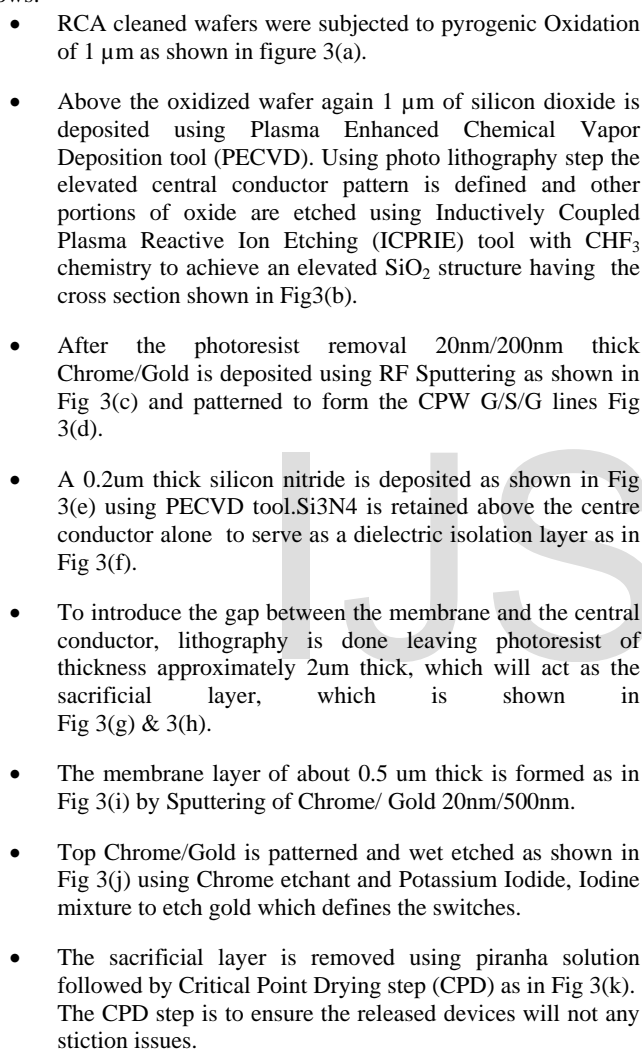 • RCA cleaned wafers were subjected to pyrogenic Oxidation
of 1 µm as shown in figure 3(a).
• Above the oxidized wafer again 1 µm of silicon dioxide is
deposited using Plasma Enhanced Chemical Vapor
Deposition tool (PECVD). Using photo lithography step the
elevated central conductor pattern is defined and other
portions of oxide are etched using Inductively Coupled
Plasma Reactive Ion Etching (ICPRIE) tool with CHF₃
chemistry to achieve an elevated SiO₂ structure having the
cross section shown in Fig3(b).
• After the photoresist removal 20nm/200nm thick
Chrome/Gold is deposited using RF Sputtering as shown in
Fig 3(c) and patterned to form the CPW G/S/G lines Fig
3(d).
• A 0.2um thick silicon nitride is deposited as shown in Fig
3(e) using PECVD tool.Si3N4 is retained above the centre
conductor alone to serve as a dielectric isolation layer as in
Fig 3(f).
• To introduce the gap between the membrane and the central
conductor, lithography is done leaving photoresist of
thickness approximately 2um thick, which will act as the
sacrificial layer, which is shown in
Fig 3(g) & 3(h).
• The membrane layer of about 0.5 um thick is formed as in
Fig 3(i) by Sputtering of Chrome/ Gold 20nm/500nm.
• Top Chrome/Gold is patterned and wet etched as shown in
Fig 3(j) using Chrome etchant and Potassium Iodide, Iodine
mixture to etch gold which defines the switches.
• The sacrificial layer is removed using piranha solution
followed by Critical Point Drying step (CPD) as in Fig 3(k).
The CPD step is to ensure the released devices will not any
stiction issues.
IJS